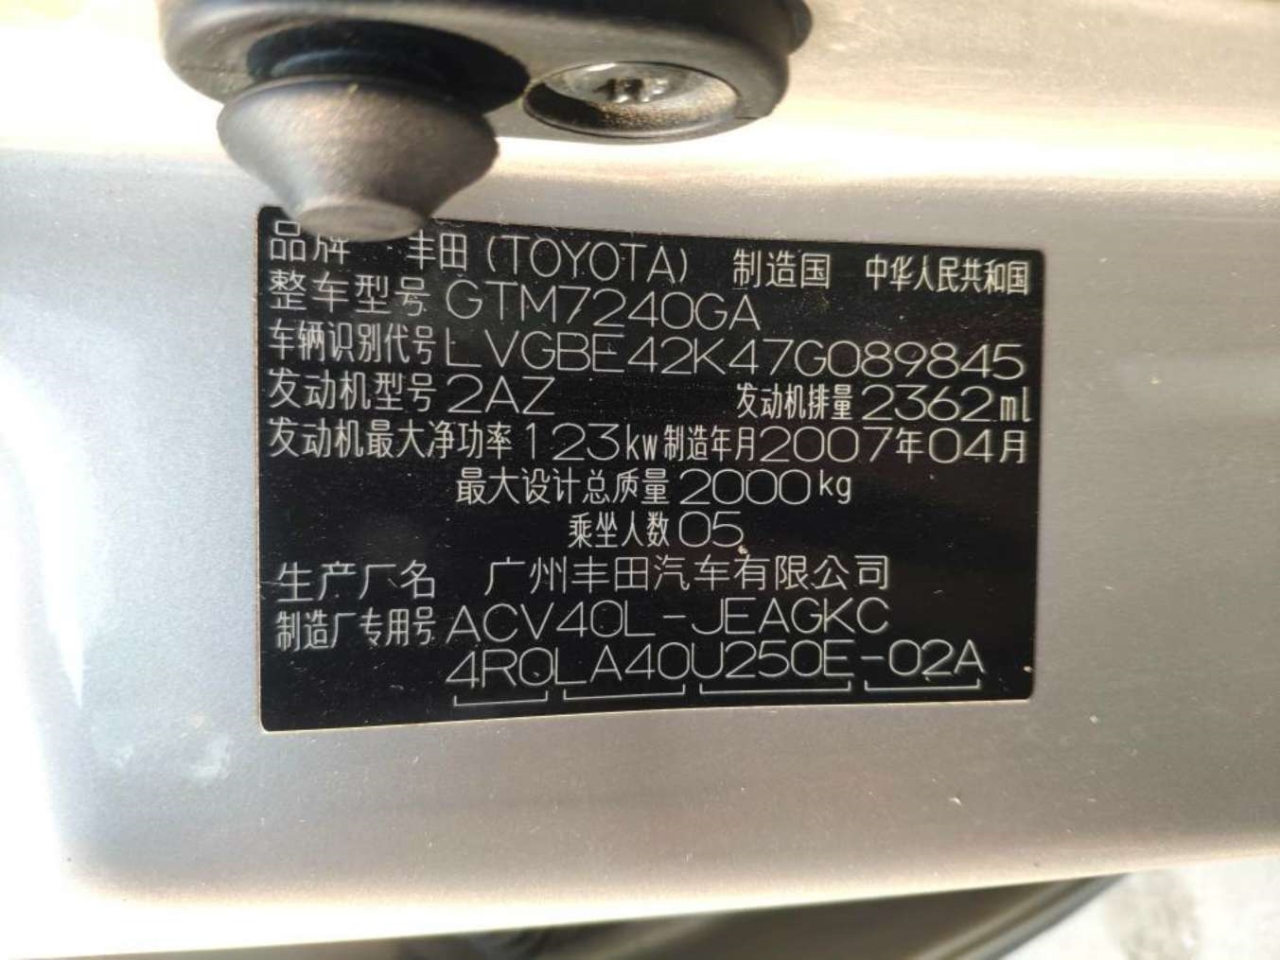 品牌 丰田(TOYOTA) 制造国 中华人民共和国
整车型号 GTM7240GA
车辆识别代号 LVGBE42K47G089845
发动机型号 2AZ 发动机排量 2362ml
发动机最大净功率 123kw 制造年月 2007年04月
最大设计总质量 2000kg
乘坐人数 05
生产厂名 广州丰田汽车有限公司
制造厂专用号 ACV40L-JEAGKC
4R0LA40U250E-02A